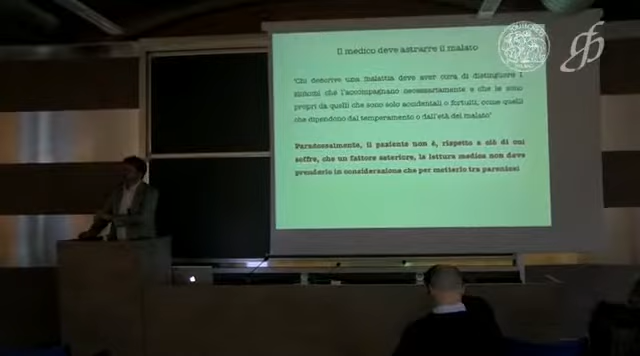 Il medico deve astrarre il malato
"Chi descrive una malattia deve aver cura di distinguere i
sintomi che l'accompagnano necessariamente e che le sono
propri da quelli che sono solo accidentali o fortuiti, come quelli
che dipendono dal temperamento o dall'età del malato"
Paradossalmente, il paziente non è, rispetto a ciò di cui
soffre, che un fattore esteriore, la lettura medica non deve
prenderlo in considerazione che per metterlo tra parentesi